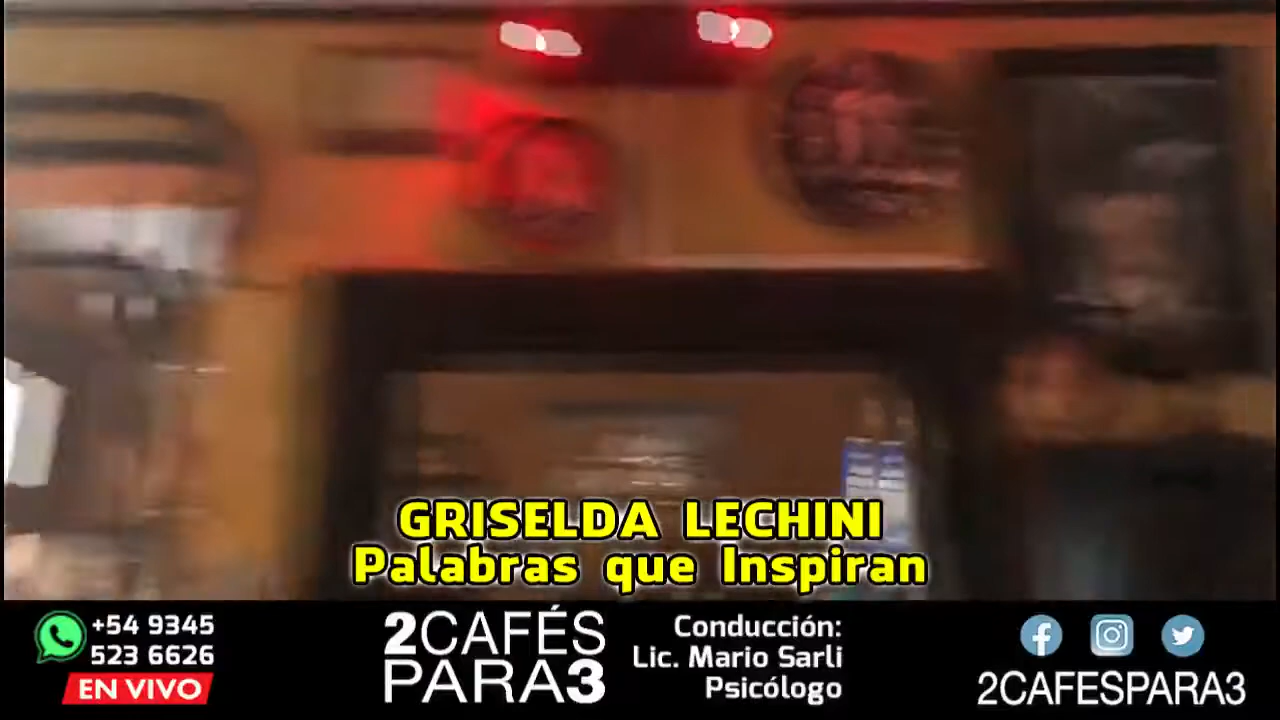 GRISELDA LECHINI
Palabras que Inspiran
+54 9345
523 6626
EN VIVO
2CAFÉS
PARA3
Conducción:
Lic. Mario Sarli
Psicólogo
2CAFESPARA3